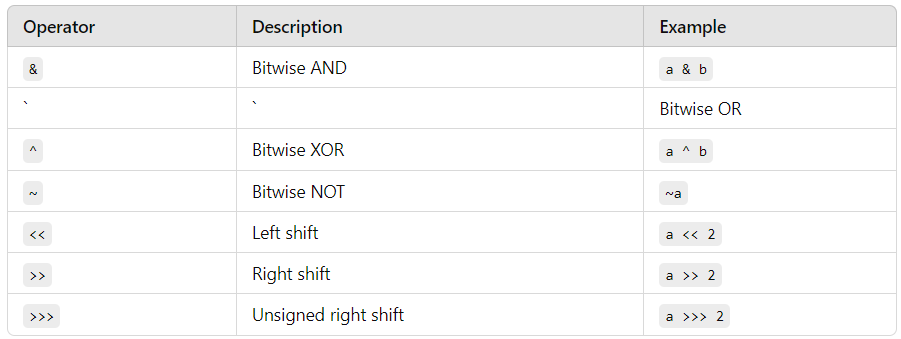 Operator Description Example
& Bitwise AND a & b
` ` Bitwise OR
^ Bitwise XOR a ^ b
~ Bitwise NOT ~a
<< Left shift a << 2
>> Right shift a >> 2
>>> Unsigned right shift a >>> 2